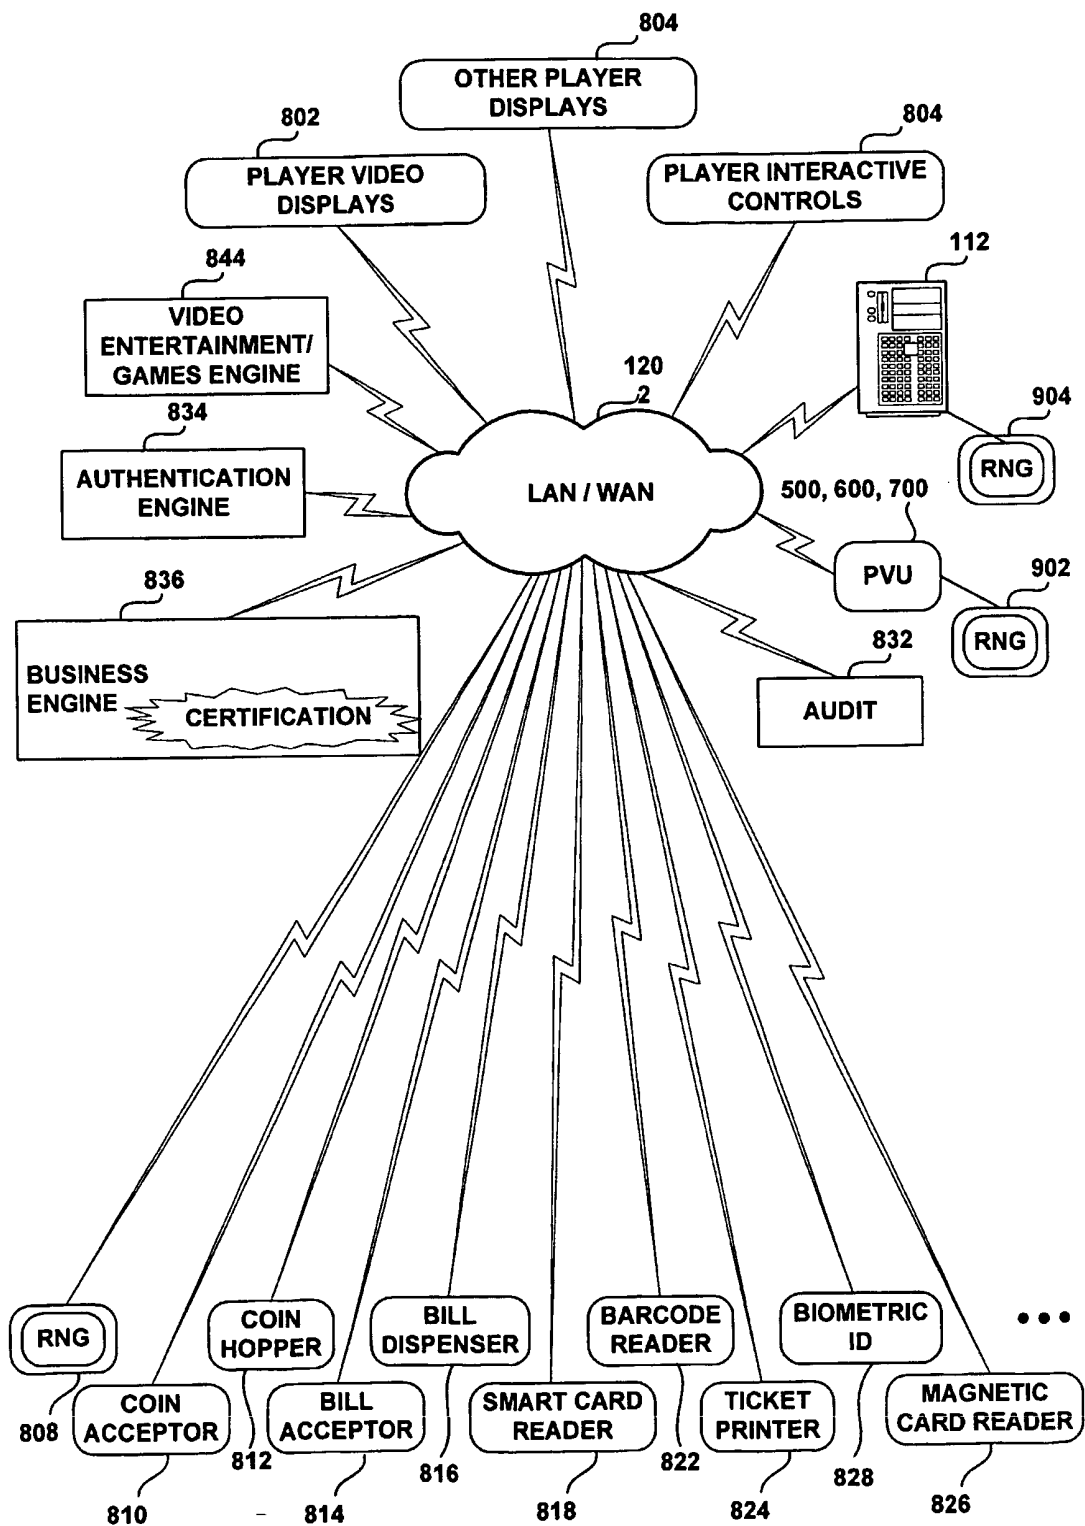 804
OTHER PLAYER
DISPLAYS
802
PLAYER VIDEO
DISPLAYS
804
PLAYER INTERACTIVE
CONTROLS
844
VIDEO
ENTERTAINMENT/
GAMES ENGINE
112
120
2
904
RNG
834
AUTHENTICATION
ENGINE
LAN / WAN
500, 600, 700
PVU
902
RNG
836
BUSINESS
ENGINE
CERTIFICATION
832
AUDIT
RNG
808
COIN
ACCEPTOR
810
COIN
HOPPER
812
BILL
ACCEPTOR
814
BILL
DISPENSER
816
SMART CARD
READER
818
BARCODE
READER
822
TICKET
PRINTER
824
BIOMETRIC
ID
828
MAGNETIC
CARD READER
826
•••